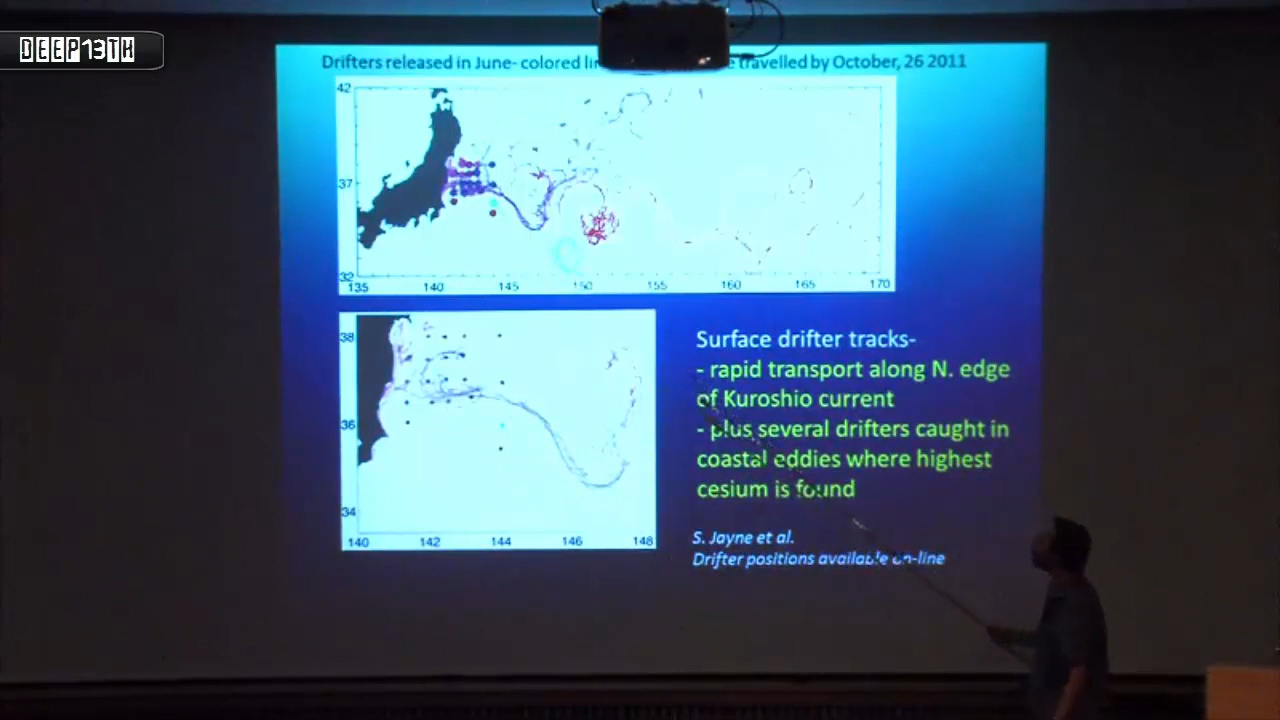 DEEP13TH
Drifters released in June- colored travelled by October, 26 2011
42
37
32
135 140 145 150 155 160 165 170
38
36
34
140 142 144 146 148
Surface drifter tracks-
- rapid transport along N. edge
of Kuroshio current
- plus several drifters caught in
coastal eddies where highest
cesium is found
S. Jayne et al.
Drifter positions available on-line